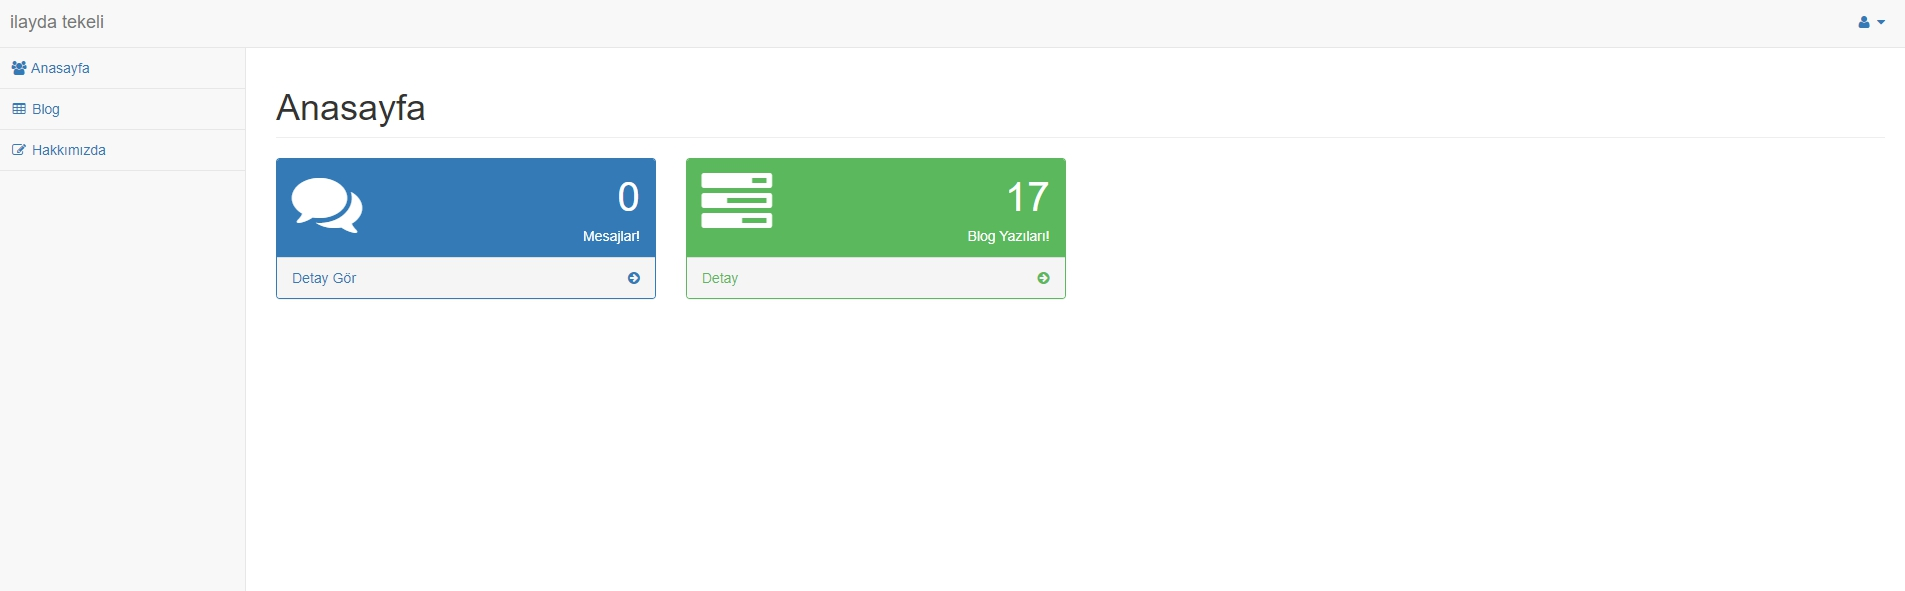 ilayda tekeli
Anasayfa
Blog
Hakkımızda
Anasayfa
0
Mesajlar!
Detay Gör
17
Blog Yazıları!
Detay